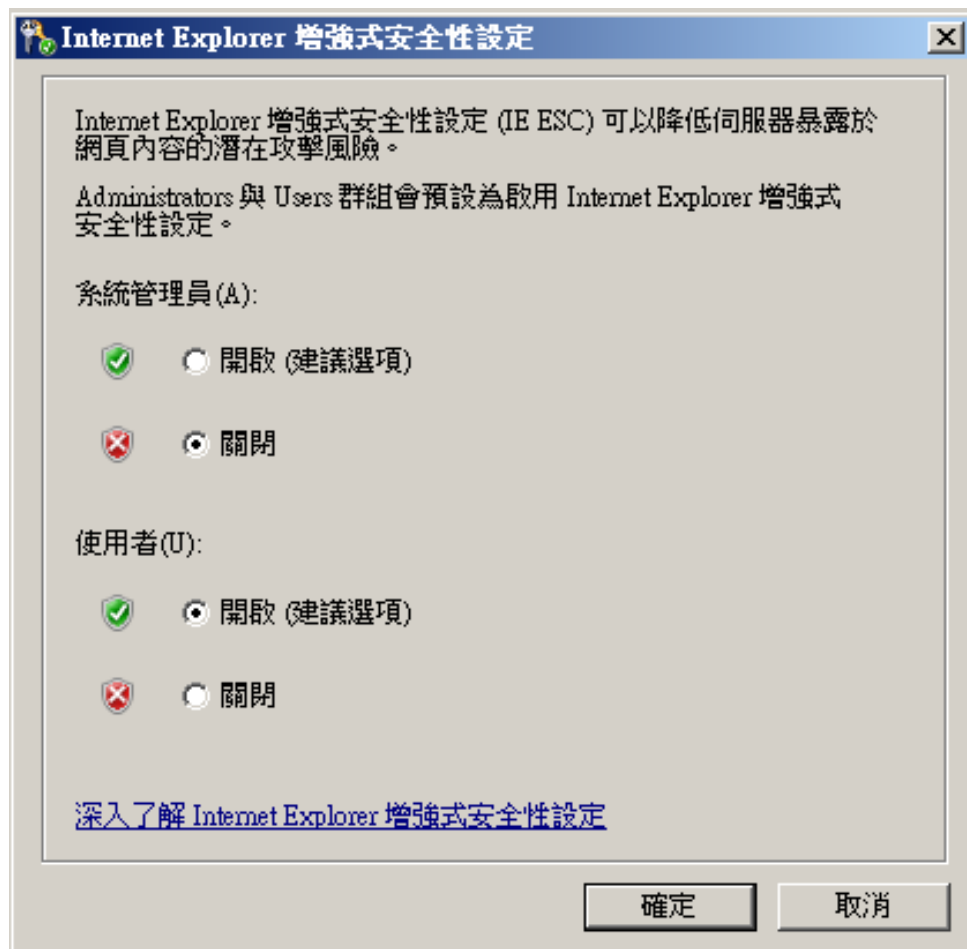 Internet Explorer 增強式安全性設定
Internet Explorer 增強式安全性設定 (IE ESC) 可以降低伺服器暴露於
網頁內容的潛在攻擊風險。
Administrators 與 Users 群組會預設為啟用 Internet Explorer 增強式
安全性設定。
系統管理員(A):
開啟 (建議選項)
關閉
使用者(U):
開啟 (建議選項)
關閉
深入了解 Internet Explorer 增強式安全性設定
確定 取消